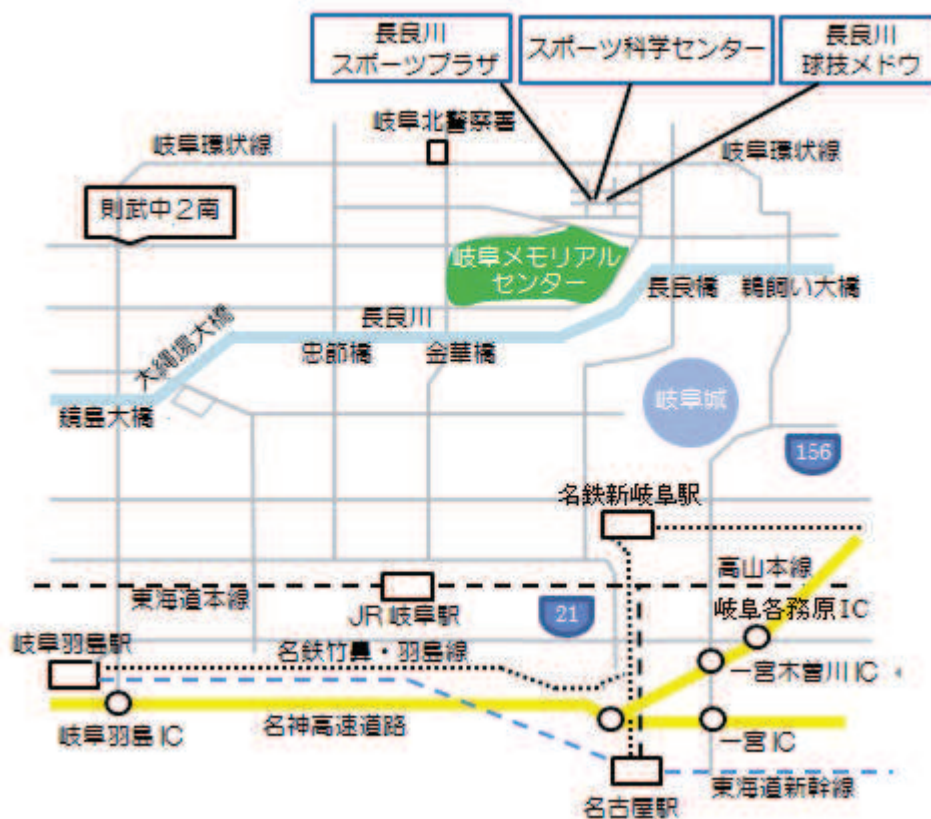 長良川
スポーツプラザ
スポーツ科学センター
長良川
球技メドウ
岐阜北警察署
岐阜環状線
岐阜環状線
則武中2南
岐阜メモリアル
センター
長良橋
鵜飼い大橋
長良川
大縄場大橋
忠節橋
金華橋
鏡島大橋
岐阜城
156
名鉄新岐阜駅
高山本線
東海道本線
JR岐阜駅
21
岐阜各務原IC
岐阜羽島駅
名鉄竹鼻・羽島線
一宮木曽川IC
岐阜羽島IC
名神高速道路
一宮IC
名古屋駅
東海道新幹線